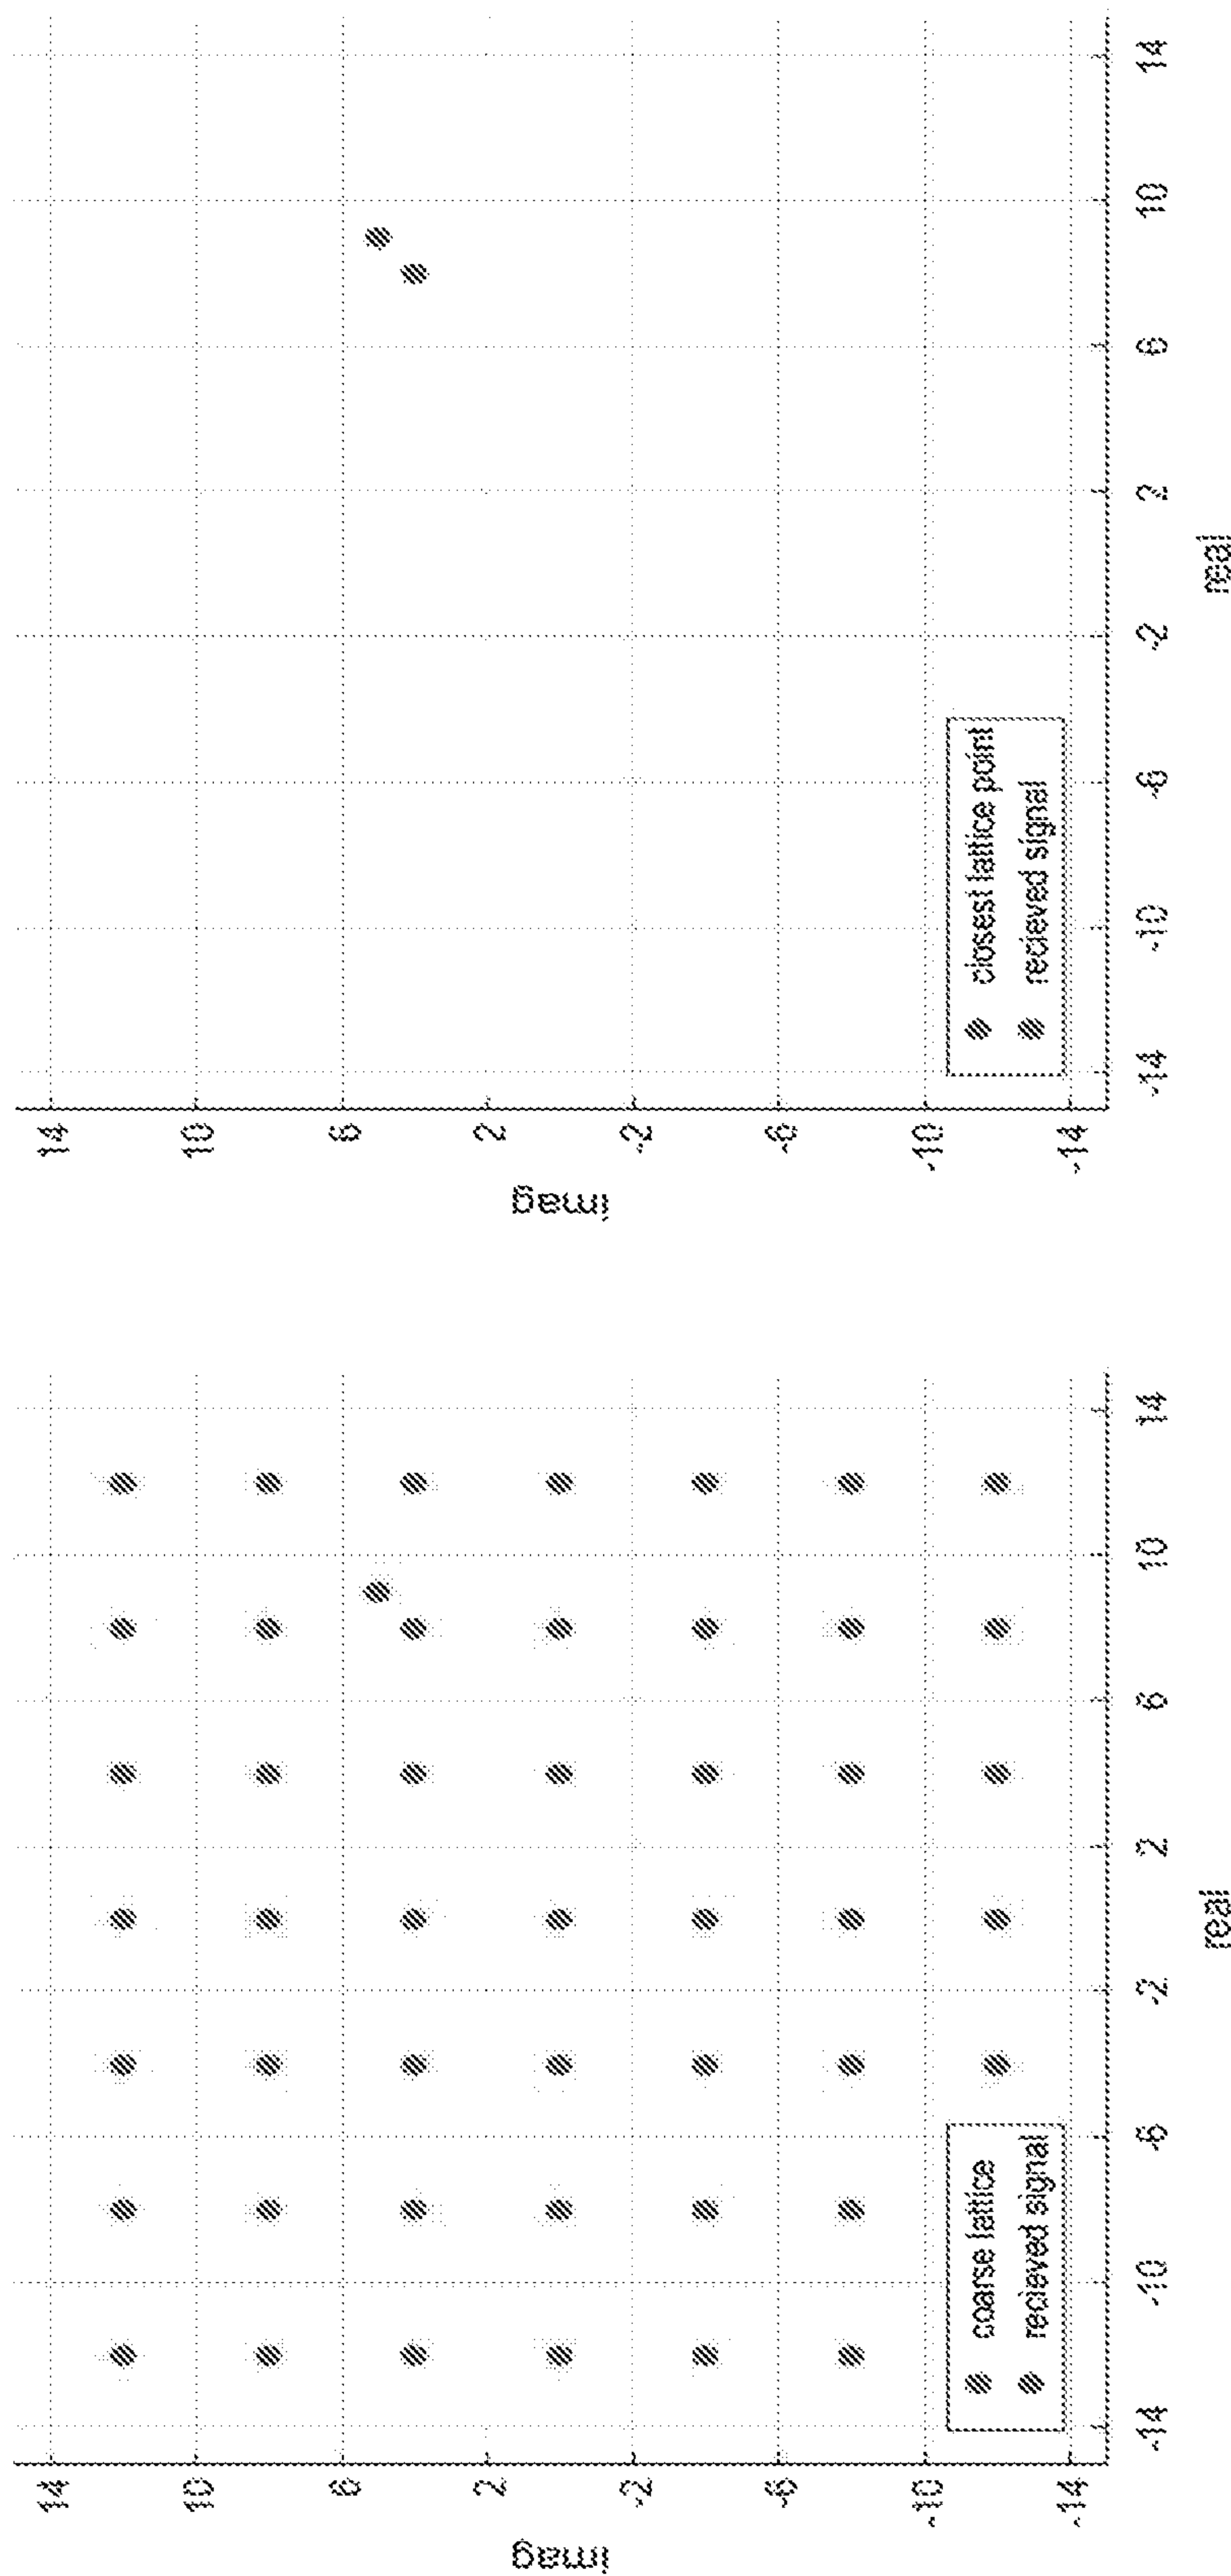 imag
14
10
6
2
-2
-6
-10
-14
coarse lattice
recieved signal
-14 -10 -6 -2 2 6 10 14
real
imag
14
10
6
2
-2
-6
-10
-14
closest lattice point
recieved signal
-14 -10 -6 -2 2 6 10 14
real